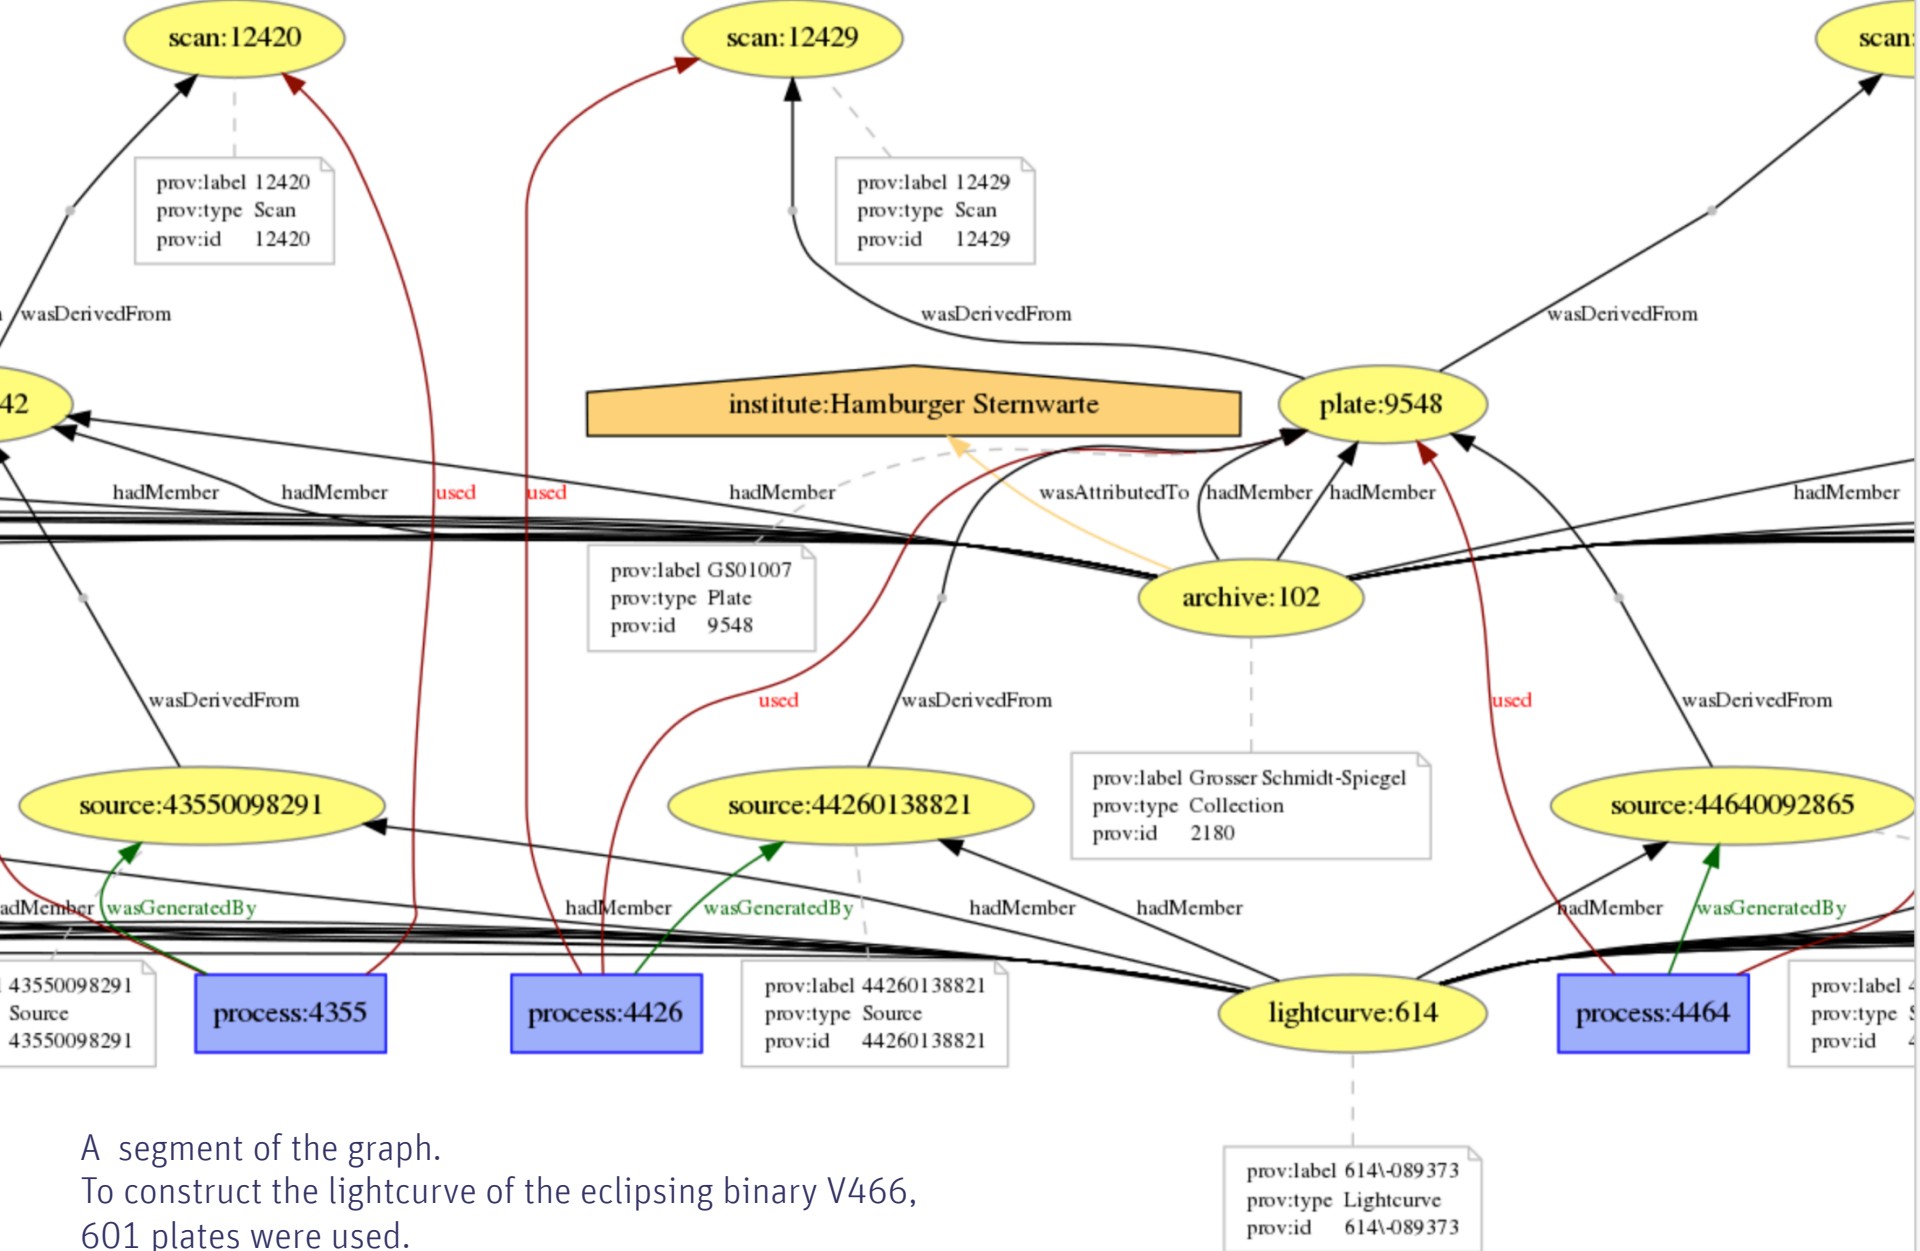 scan:12420
scan:12429
scan:
prov:label 12420
prov:type Scan
prov:id 12420
prov:label 12429
prov:type Scan
prov:id 12429
wasDerivedFrom
wasDerivedFrom
wasDerivedFrom
42
institute:Hamburger Sternwarte
plate:9548
hadMember
hadMember
used
used
hadMember
wasAttributedTo
hadMember
hadMember
hadMember
prov:label GS01007
prov:type Plate
prov:id 9548
archive:102
wasDerivedFrom
used
wasDerivedFrom
used
wasDerivedFrom
source:43550098291
source:44260138821
prov:label Grosser Schmidt-Spiegel
prov:type Collection
prov:id 2180
source:44640092865
adMember
wasGeneratedBy
hadMember
wasGeneratedBy
hadMember
hadMember
hadMember
wasGeneratedBy
43550098291
Source
43550098291
process:4355
process:4426
prov:label 44260138821
prov:type Source
prov:id 44260138821
lightcurve:614
process:4464
prov:label 4
prov:type S
prov:id 4
A segment of the graph.
To construct the lightcurve of the eclipsing binary V466,
601 plates were used.
prov:label 614\-089373
prov:type Lightcurve
prov:id 614\-089373